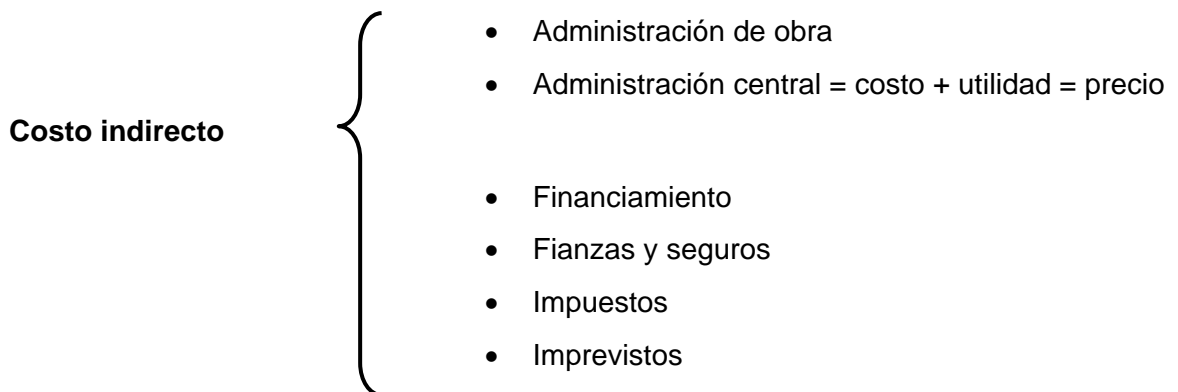 • Administración de obra
• Administración central = costo + utilidad = precio
Costo indirecto
• Financiamiento
• Fianzas y seguros
• Impuestos
• Imprevistos